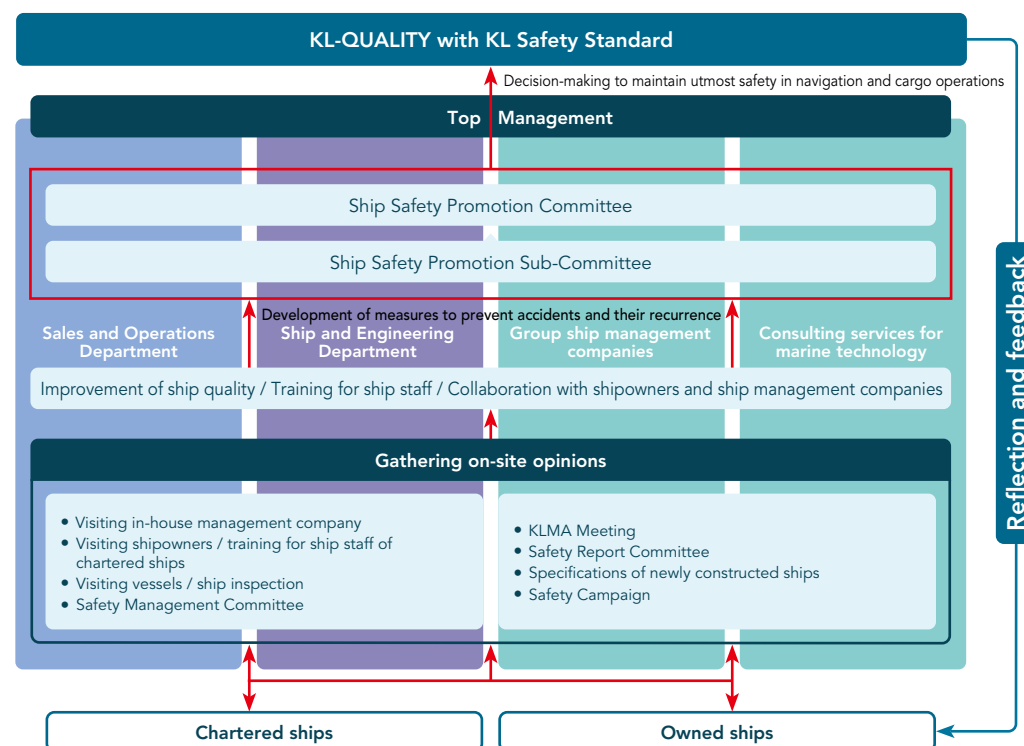 KL-QUALITY with KL Safety Standard
Decision-making to maintain utmost safety in navigation and cargo operations
Top Management
Ship Safety Promotion Committee
Ship Safety Promotion Sub-Committee
Development of measures to prevent accidents and their recurrence
Sales and Operations
Department
Ship and Engineering
Department
Group ship management
companies
Consulting services for
marine technology
Improvement of ship quality / Training for ship staff / Collaboration with shipowners and ship management companies
Gathering on-site opinions
• Visiting in-house management company
• Visiting shipowners / training for ship staff of
chartered ships
• Visiting vessels / ship inspection
• Safety Management Committee
• KLMA Meeting
• Safety Report Committee
• Specifications of newly constructed ships
• Safety Campaign
Chartered ships
Owned ships
Reflection and feedback